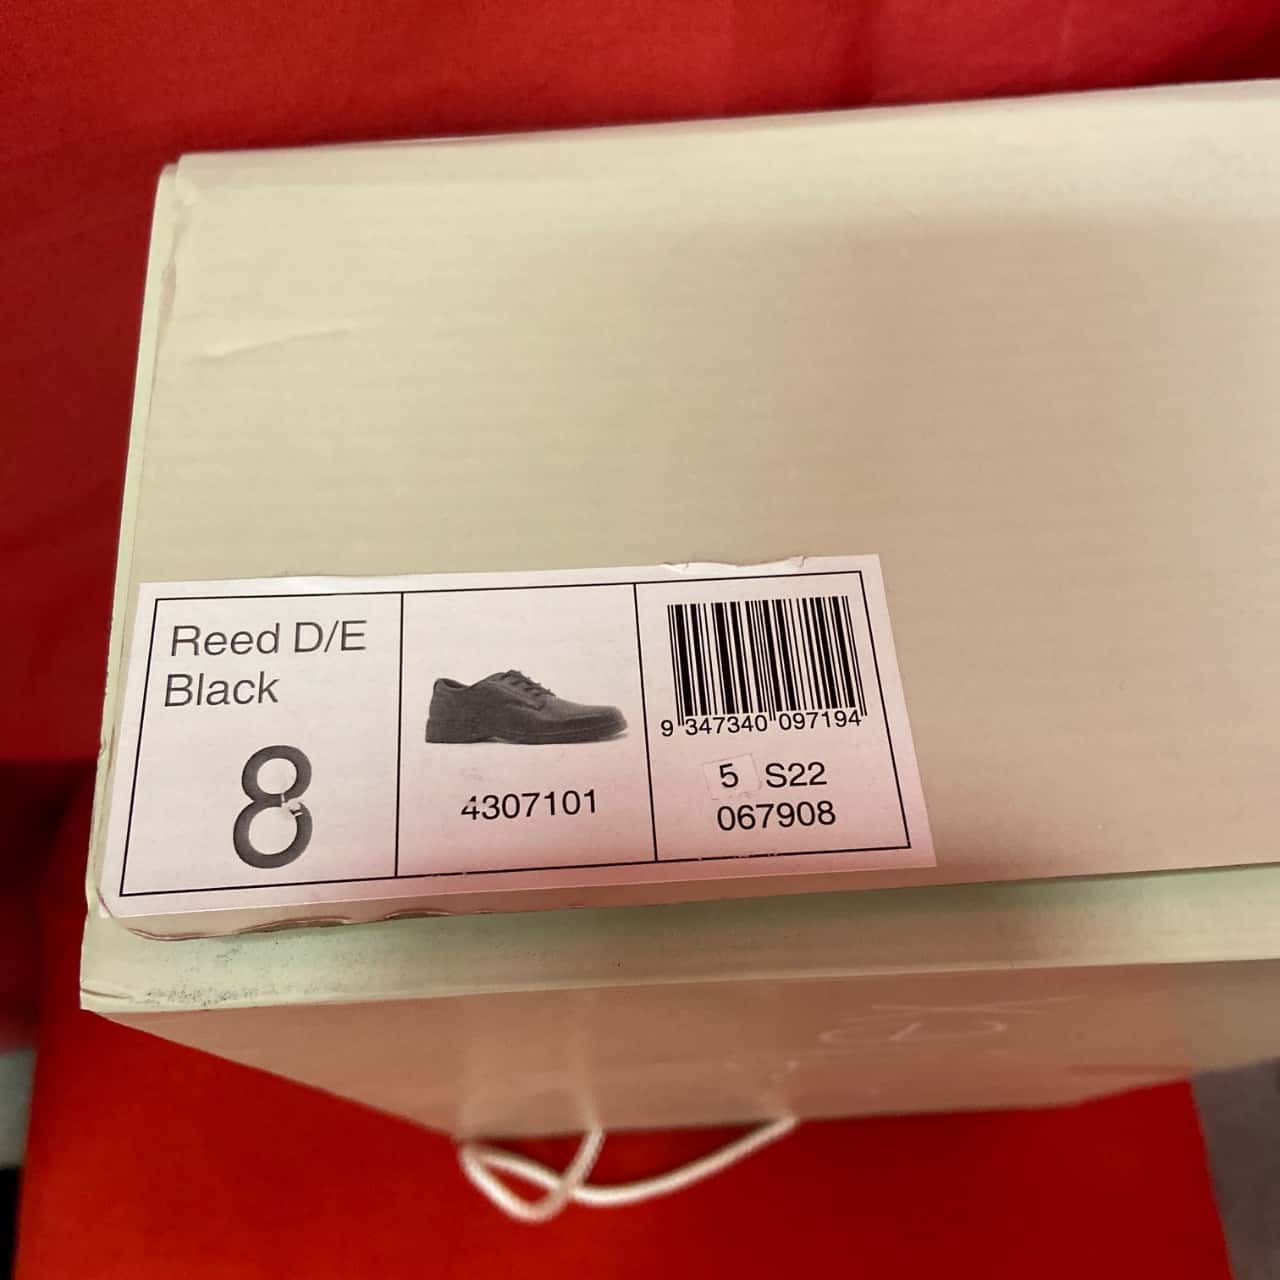 Reed D/E
Black
8
4307101
9 347340 097194
5 S22
067908